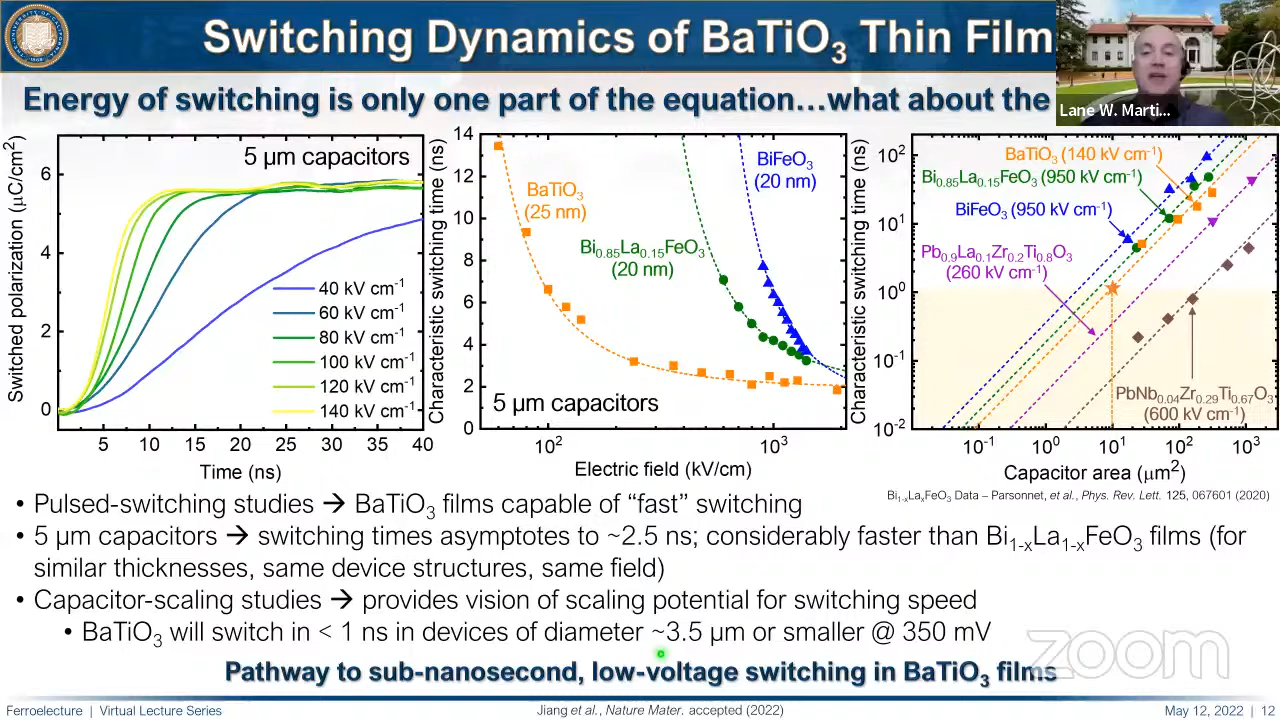 Switching Dynamics of BaTiO3 Thin Film
Energy of switching is only one part of the equation…what about the
Lane W. Marti...
Switched polarization (μC/cm2)
6
4
2
0
5 μm capacitors
40 kV cm-1
60 kV cm-1
80 kV cm-1
100 kV cm-1
120 kV cm-1
140 kV cm-1
5 10 15 20 25 30 35 40
Time (ns)
Characteristic switching time (ns)
14
12
10
8
6
4
2
0
BaTiO3
(25 nm)
Bi0.85La0.15FeO3
(20 nm)
BiFeO3
(20 nm)
5 μm capacitors
102 103
Electric field (kV/cm)
Characteristic switching time (ns)
102
101
100
10-1
10-2
BaTiO3 (140 kV cm-1)
Bi0.85La0.15FeO3 (950 kV cm-1)
BiFeO3 (950 kV cm-1)
Pb0.9La0.1Zr0.2Ti0.8O3
(260 kV cm-1)
PbNb0.04Zr0.29Ti0.67O3
(600 kV cm-1)
10-1 100 101 102 103
Capacitor area (μm2)
Bi1-xLaxFeO3 Data – Parsonnet, et al., Phys. Rev. Lett. 125, 067601 (2020)
• Pulsed-switching studies → BaTiO3 films capable of “fast” switching
• 5 μm capacitors → switching times asymptotes to ~2.5 ns; considerably faster than Bi1-xLa1-xFeO3 films (for
similar thicknesses, same device structures, same field)
• Capacitor-scaling studies → provides vision of scaling potential for switching speed
• BaTiO3 will switch in < 1 ns in devices of diameter ~3.5 μm or smaller @ 350 mV
zoom
Pathway to sub-nanosecond, low-voltage switching in BaTiO3 films
Ferroelecture | Virtual Lecture Series
Jiang et al., Nature Mater. accepted (2022)
May 12, 2022 | 12